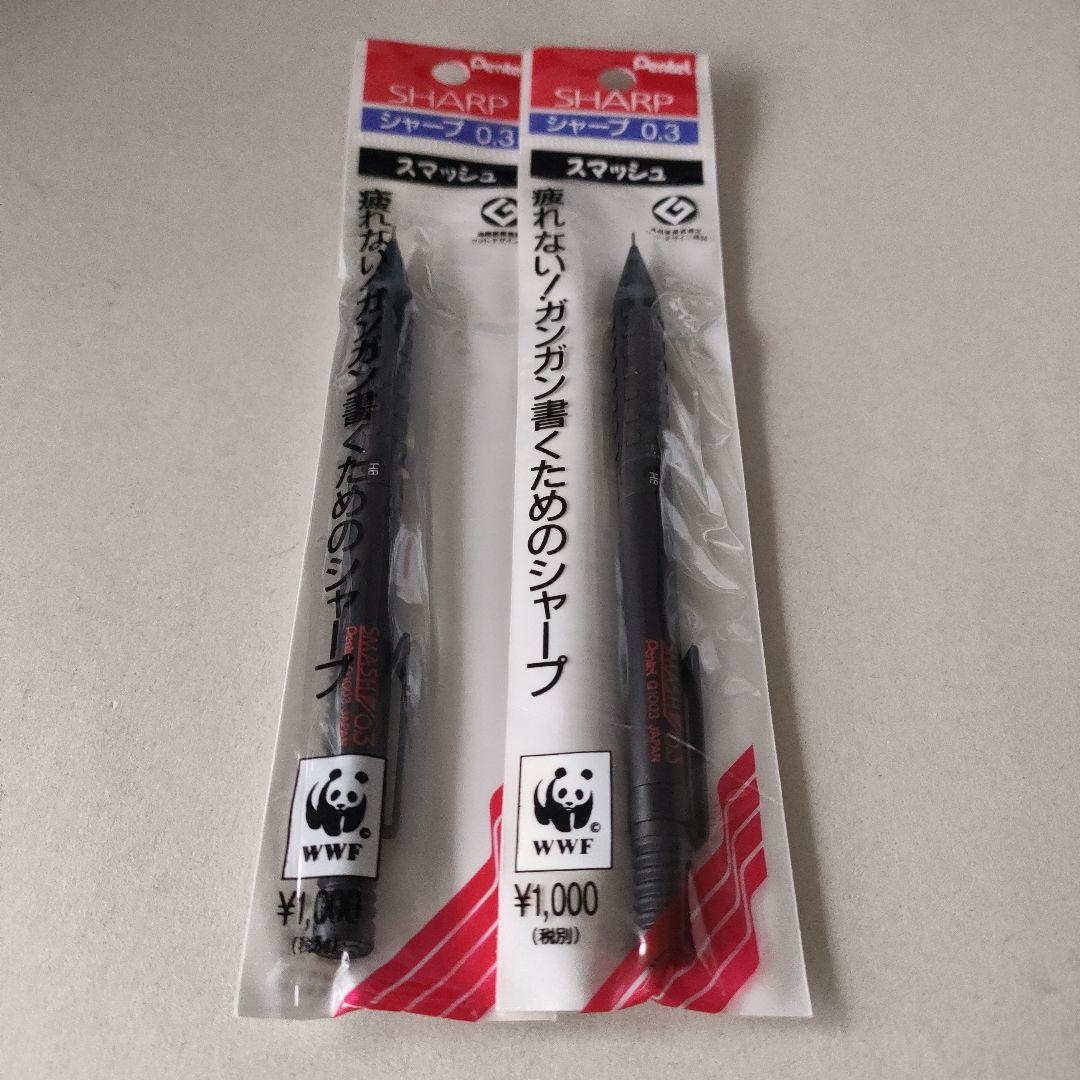 Pentel
SHARP
シャープ 0.3
スマッシュ
疲れない!ガンガン書くためのシャープ
HB
SMASH 0.3
Pentel Q1003 JAPAN
© WWF
¥1,000
(税別)
Pentel
SHARP
シャープ 0.3
スマッシュ
疲れない!ガンガン書くためのシャープ
HB
SMASH 0.3
Pentel Q1003 JAPAN
© WWF
¥1,000
(税別)